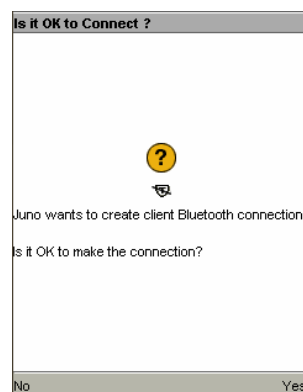 Is it OK to Connect ?
?
Juno wants to create client Bluetooth connection
Is it OK to make the connection?
No Yes